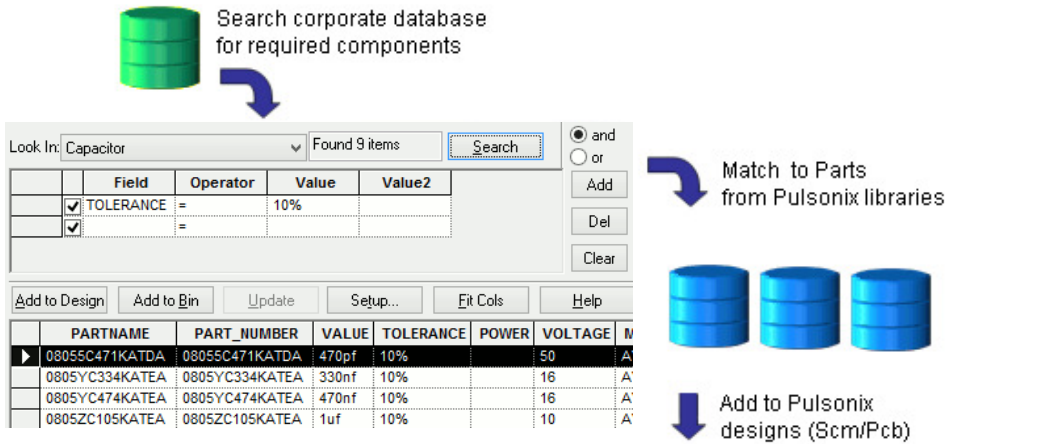 Search corporate database
for required components
Look In: Capacitor Found 9 items Search and
or
Field Operator Value Value2 Add
TOLERANCE = 10%
= Del
Clear
Match to Parts
from Pulsonix libraries
Add to Design Add to Bin Update Setup... Fit Cols Help
PARTNAME PART_NUMBER VALUE TOLERANCE POWER VOLTAGE
08055C471KATDA 08055C471KATDA 470pf 10% 50
0805YC334KATEA 0805YC334KATEA 330nf 10% 16
0805YC474KATEA 0805YC474KATEA 470nf 10% 16
0805ZC105KATEA 0805ZC105KATEA 1uf 10% 10
Add to Pulsonix
designs (Scm/Pcb)